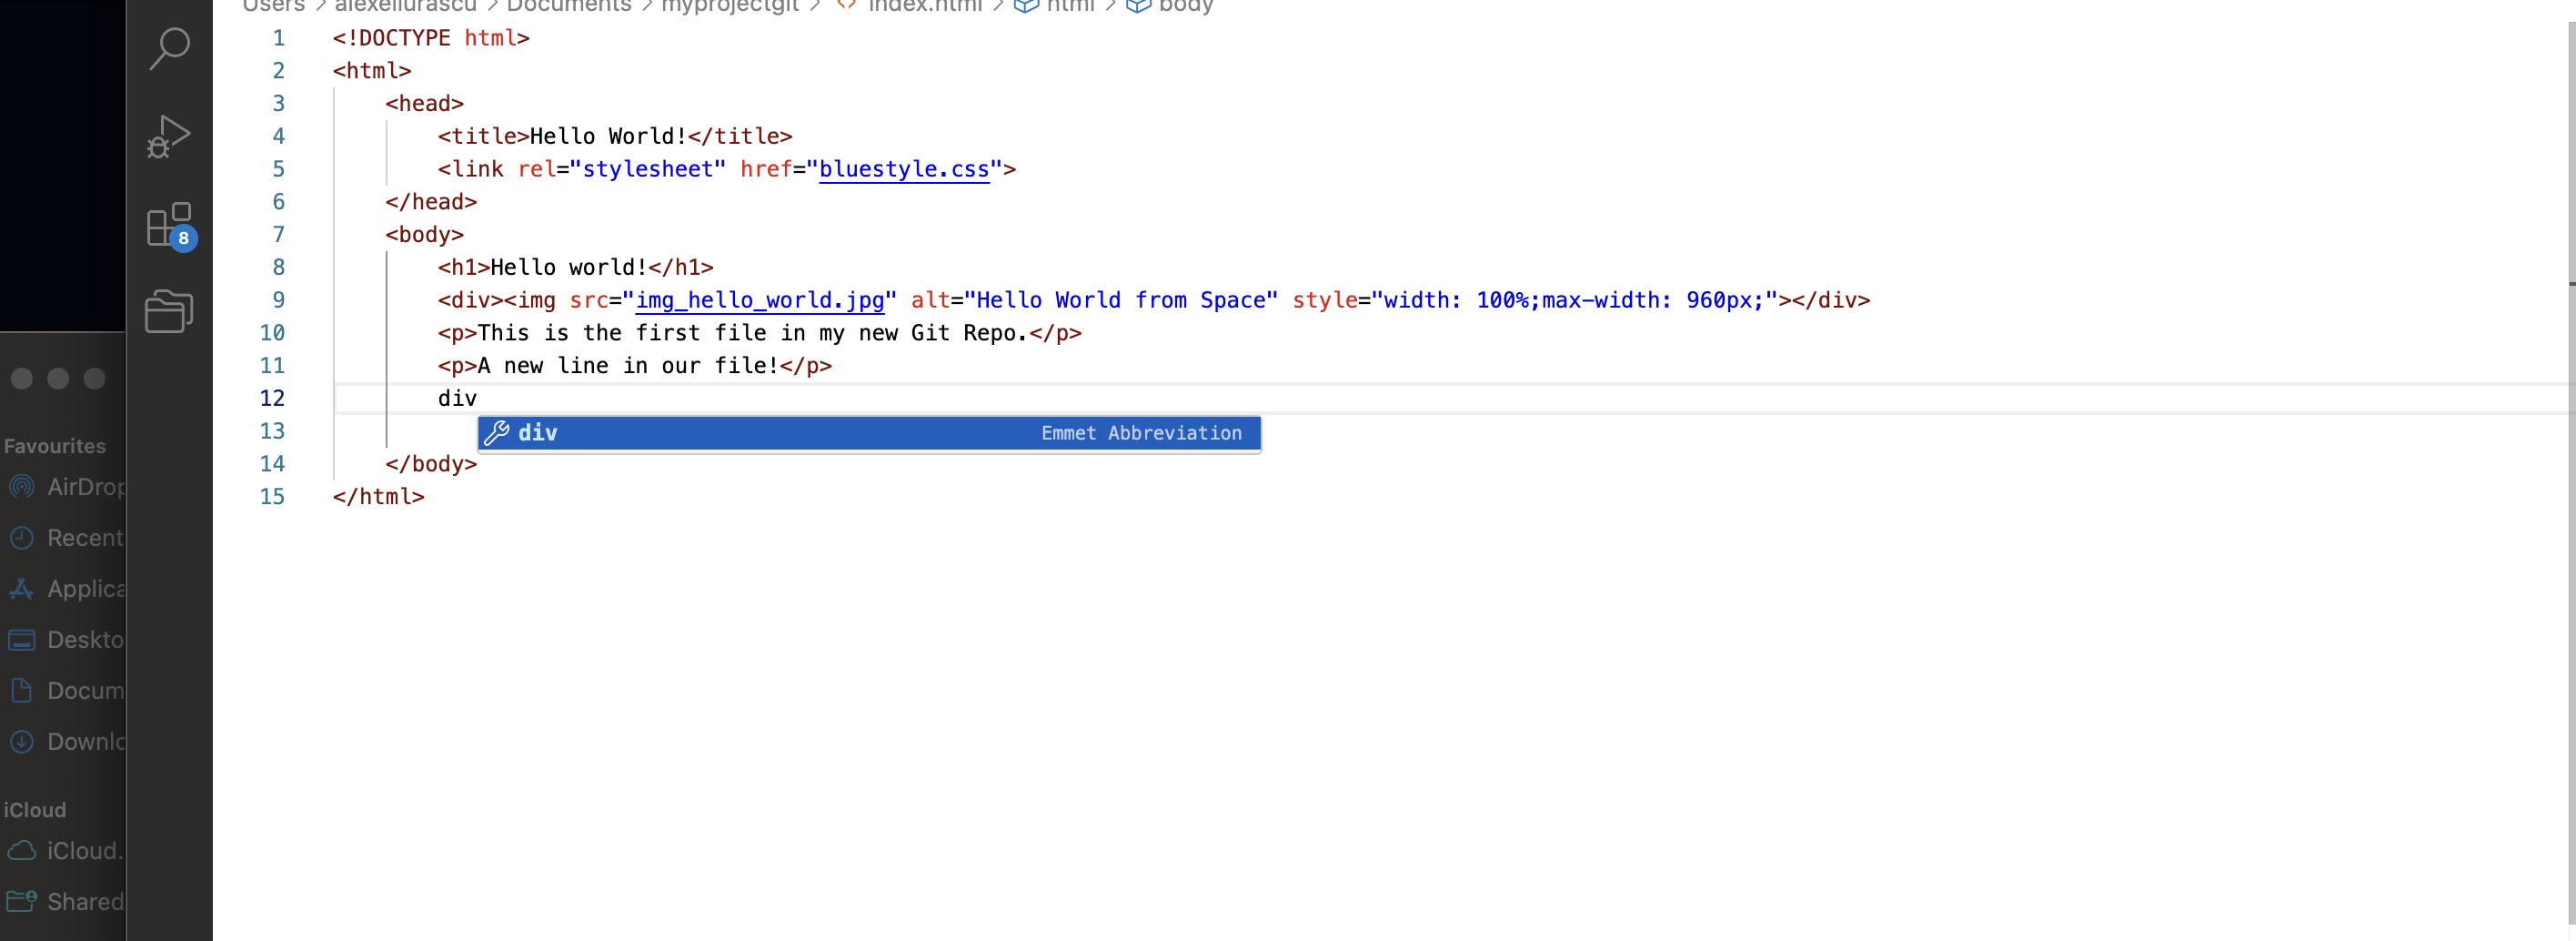 Users > alexeliurascu > Documents > myprojectgit > <> index.html > html > body
8
Favourites
AirDrop
Recent
Applica
Deskto
Docum
Downlo
iCloud
iCloud.
Shared
1 <!DOCTYPE html>
2 <html>
3 <head>
4 <title>Hello World!</title>
5 <link rel="stylesheet" href="bluestyle.css">
6 </head>
7 <body>
8 <h1>Hello world!</h1>
9 <div><img src="img_hello_world.jpg" alt="Hello World from Space" style="width: 100%;max-width: 960px;"></div>
10 <p>This is the first file in my new Git Repo.</p>
11 <p>A new line in our file!</p>
12 div
13 div Emmet Abbreviation
14 </body>
15 </html>